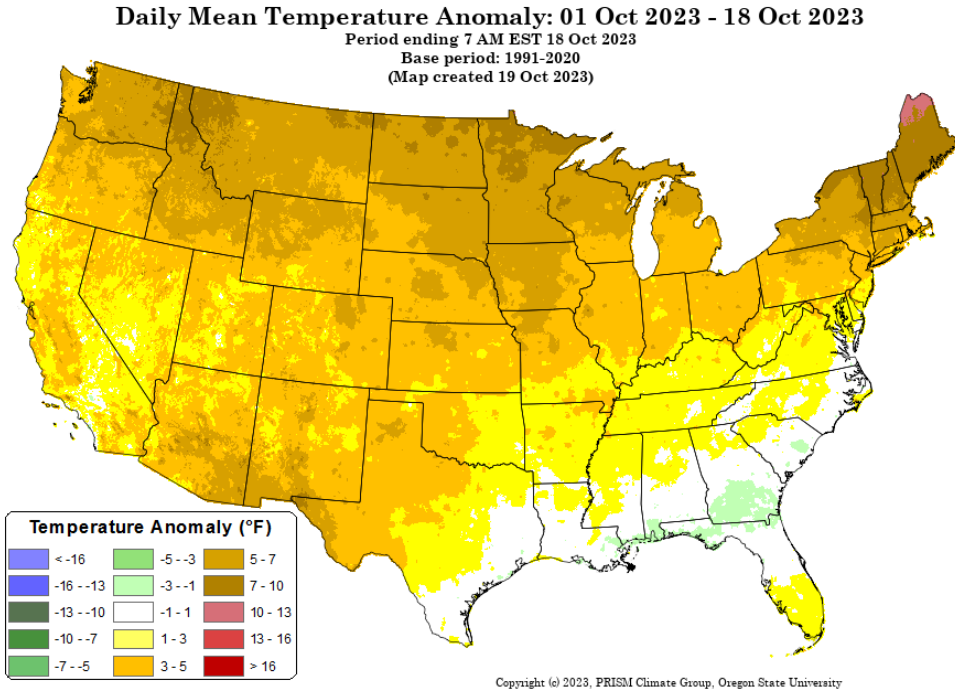 Daily Mean Temperature Anomaly: 01 Oct 2023 - 18 Oct 2023
Period ending 7 AM EST 18 Oct 2023
Base period: 1991-2020
(Map created 19 Oct 2023)
Temperature Anomaly (°F)
< -16
-5 - -3
5 - 7
-16 - -13
-3 - -1
7 - 10
-13 - -10
-1 - 1
10 - 13
-10 - -7
1 - 3
13 - 16
-7 - -5
3 - 5
> 16
Copyright (c) 2023, PRISM Climate Group, Oregon State University